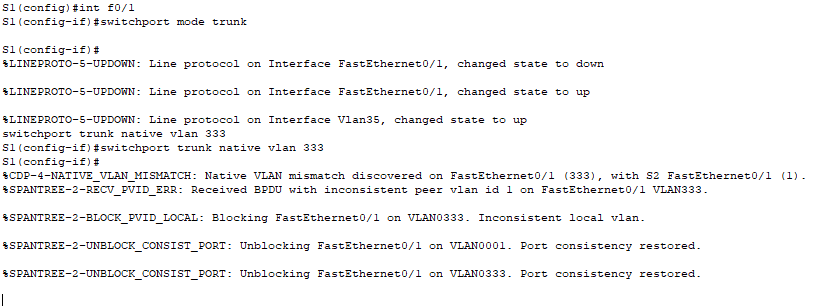 S1(config)#int f0/1
S1(config-if)#switchport mode trunk
S1(config-if)#
%LINEPROTO-5-UPDOWN: Line protocol on Interface FastEthernet0/1, changed state to down
%LINEPROTO-5-UPDOWN: Line protocol on Interface FastEthernet0/1, changed state to up
%LINEPROTO-5-UPDOWN: Line protocol on Interface Vlan35, changed state to up
switchport trunk native vlan 333
S1(config-if)#switchport trunk native vlan 333
S1(config-if)#
%CDP-4-NATIVE_VLAN_MISMATCH: Native VLAN mismatch discovered on FastEthernet0/1 (333), with S2 FastEthernet0/1 (1).
%SPANTREE-2-RECV_PVID_ERR: Received BPDU with inconsistent peer vlan id 1 on FastEthernet0/1 VLAN333.
%SPANTREE-2-BLOCK_PVID_LOCAL: Blocking FastEthernet0/1 on VLAN0333. Inconsistent local vlan.
%SPANTREE-2-UNBLOCK_CONSIST_PORT: Unblocking FastEthernet0/1 on VLAN0001. Port consistency restored.
%SPANTREE-2-UNBLOCK_CONSIST_PORT: Unblocking FastEthernet0/1 on VLAN0333. Port consistency restored.